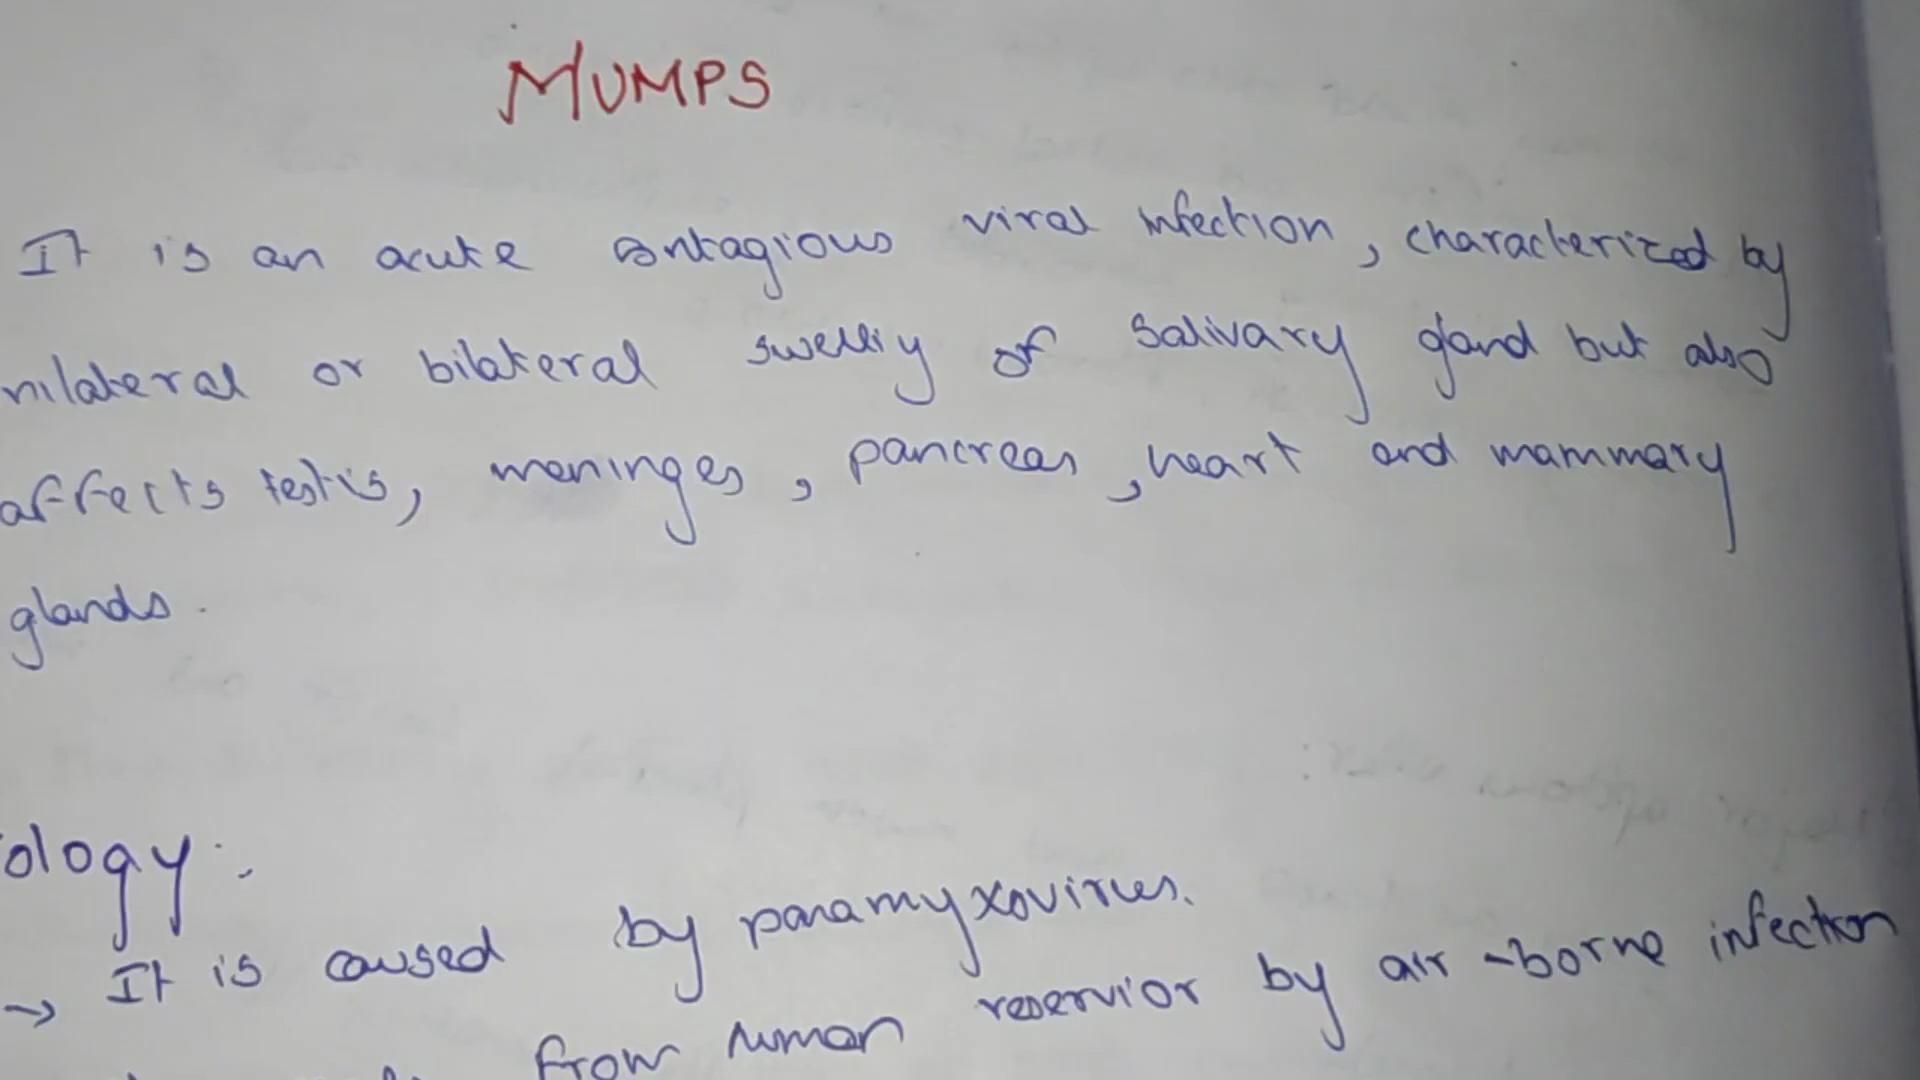 MUMPS
It is an acute contagious viral infection, characterized by
nilateral or bilateral swelling of salivary gland but also
affects testis, meninges, pancreas, heart and mammary
glands.
ology:
→ It is caused by paramyxovirus.
from human reservior by air-borne infection